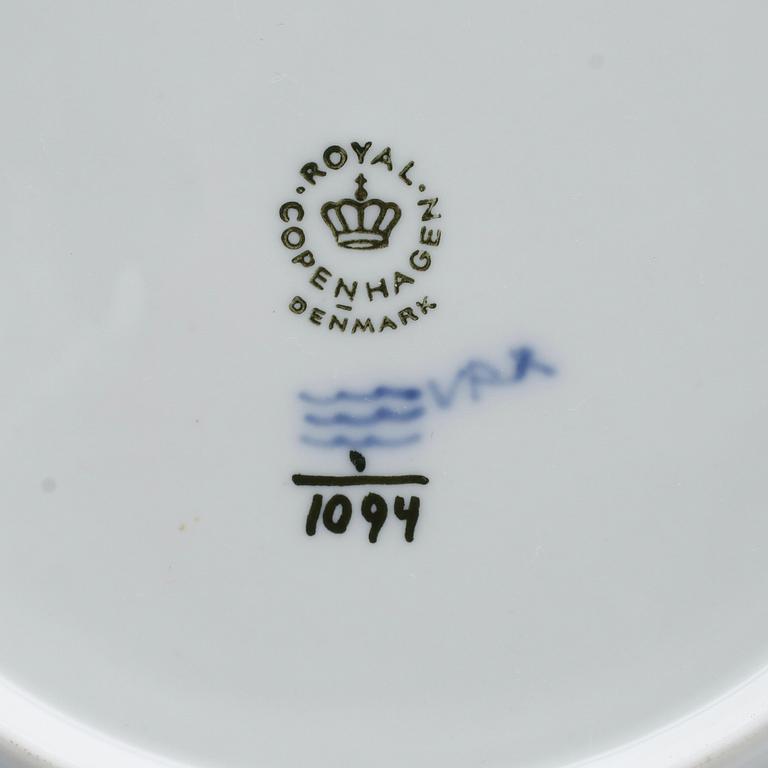 · ROYAL ·
COPENHAGEN
DENMARK
1094